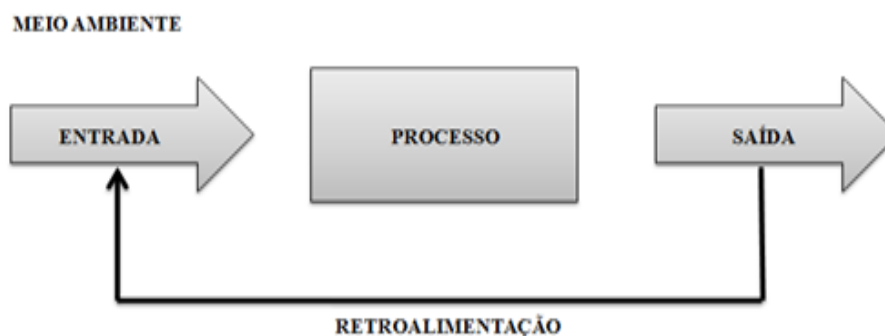 MEIO AMBIENTE
ENTRADA
PROCESSO
SAÍDA
RETROALIMENTAÇÃO